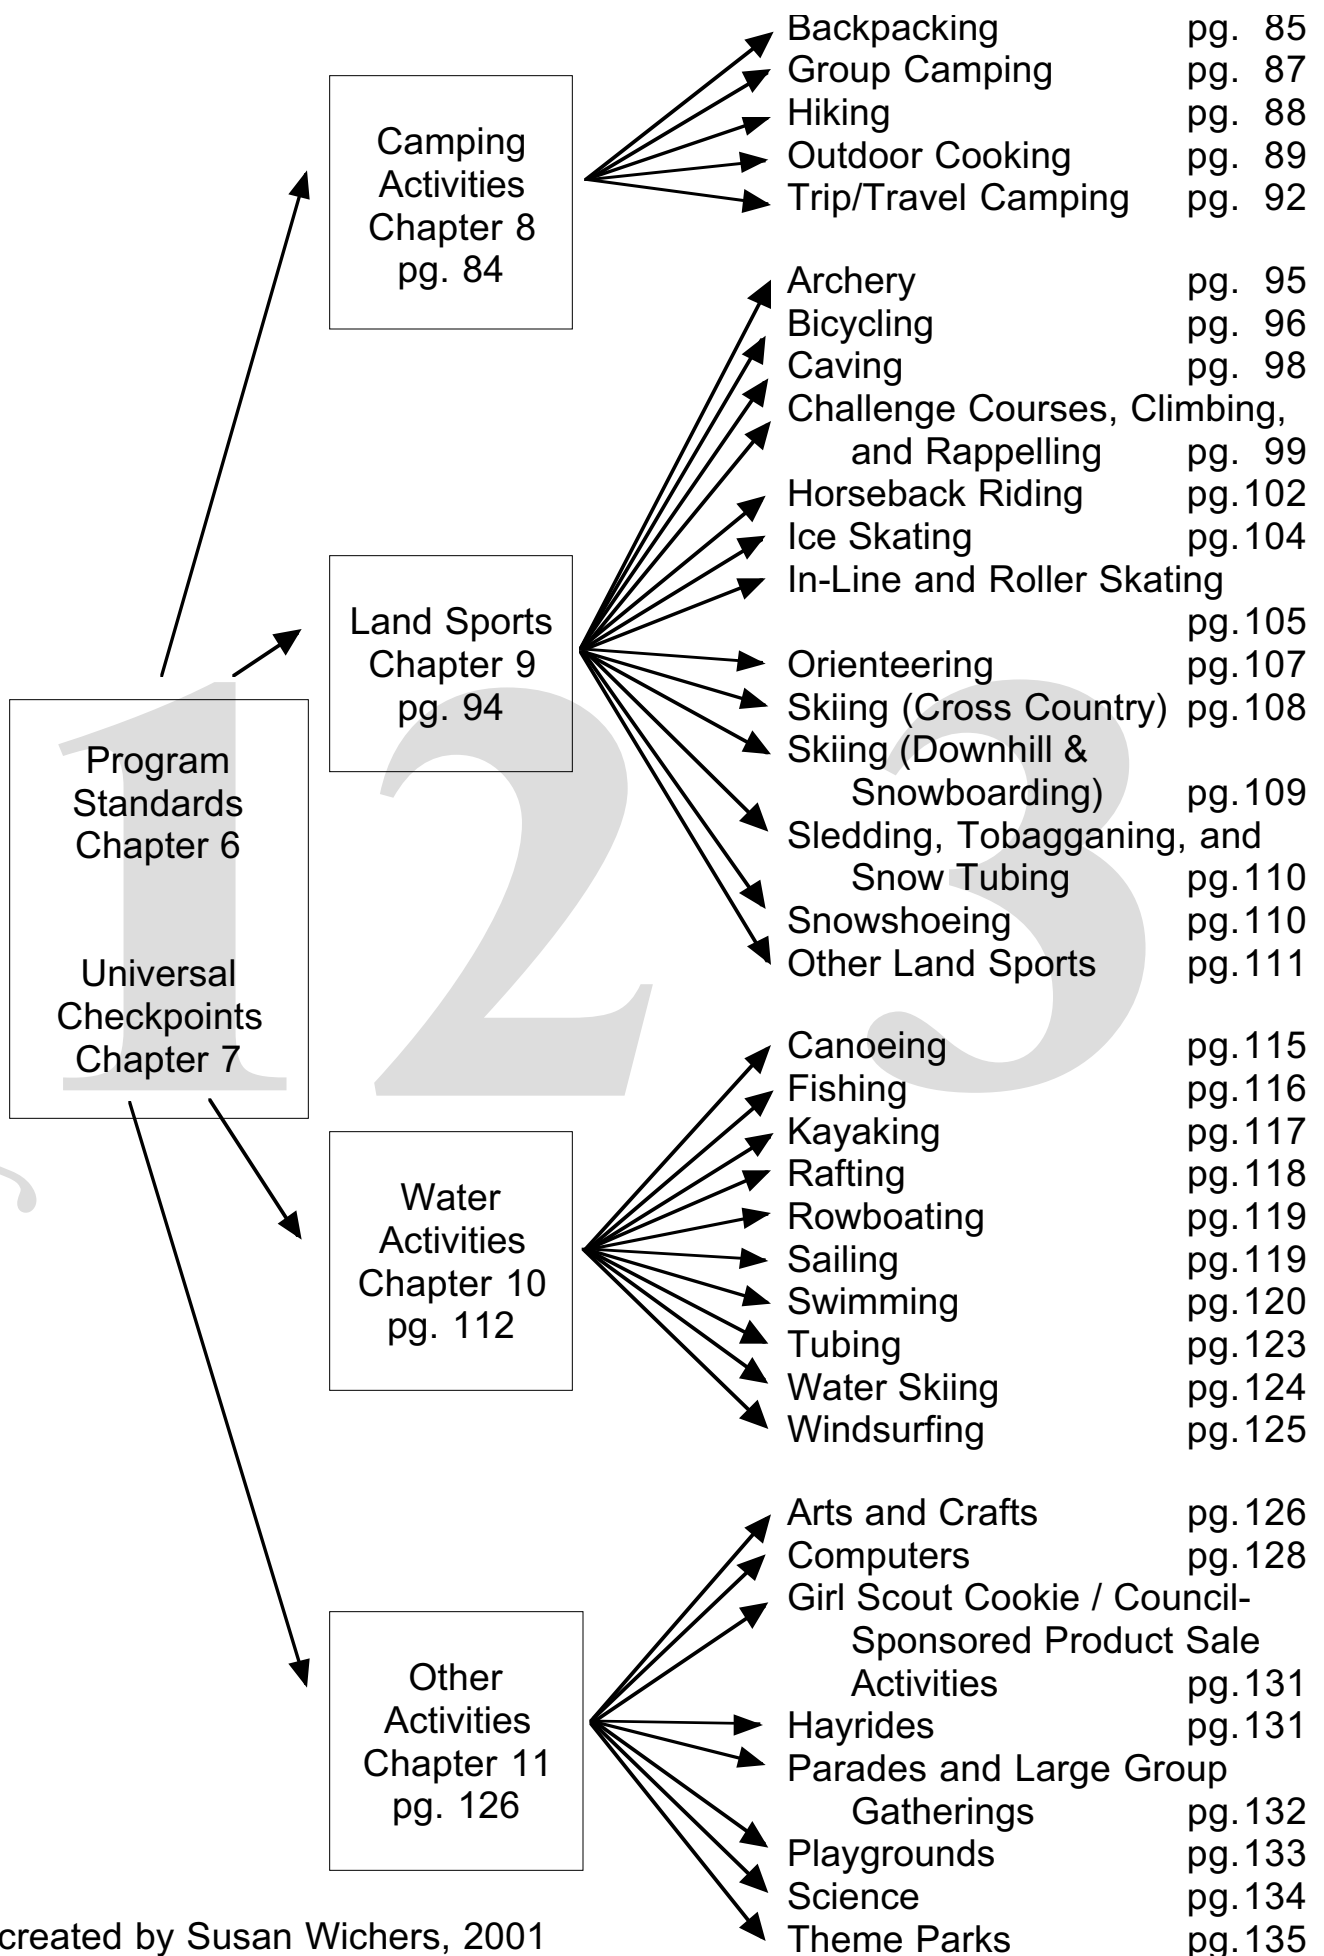 Program
Standards
Chapter 6
Universal
Checkpoints
Chapter 7
1 2 3
Camping
Activities
Chapter 8
pg. 84
Backpacking pg. 85
Group Camping pg. 87
Hiking pg. 88
Outdoor Cooking pg. 89
Trip/Travel Camping pg. 92
Land Sports
Chapter 9
pg. 94
Archery pg. 95
Bicycling pg. 96
Caving pg. 98
Challenge Courses, Climbing,
and Rappelling pg. 99
Horseback Riding pg.102
Ice Skating pg.104
In-Line and Roller Skating
pg.105
Orienteering pg.107
Skiing (Cross Country) pg.108
Skiing (Downhill &
Snowboarding) pg.109
Sledding, Tobagganing, and
Snow Tubing pg.110
Snowshoeing pg.110
Other Land Sports pg.111
Water
Activities
Chapter 10
pg. 112
Canoeing pg.115
Fishing pg.116
Kayaking pg.117
Rafting pg.118
Rowboating pg.119
Sailing pg.119
Swimming pg.120
Tubing pg.123
Water Skiing pg.124
Windsurfing pg.125
Other
Activities
Chapter 11
pg. 126
Arts and Crafts pg.126
Computers pg.128
Girl Scout Cookie / Council-
Sponsored Product Sale
Activities pg.131
Hayrides pg.131
Parades and Large Group
Gatherings pg.132
Playgrounds pg.133
Science pg.134
Theme Parks pg.135
created by Susan Wichers, 2001